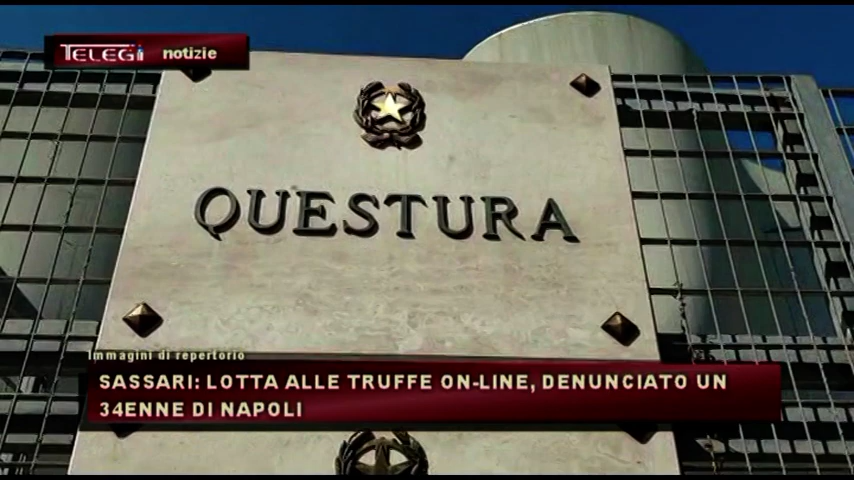 TELEGI notizie
QUESTURA
Immagini di repertorio
SASSARI: LOTTA ALLE TRUFFE ON-LINE, DENUNCIATO UN
34ENNE DI NAPOLI